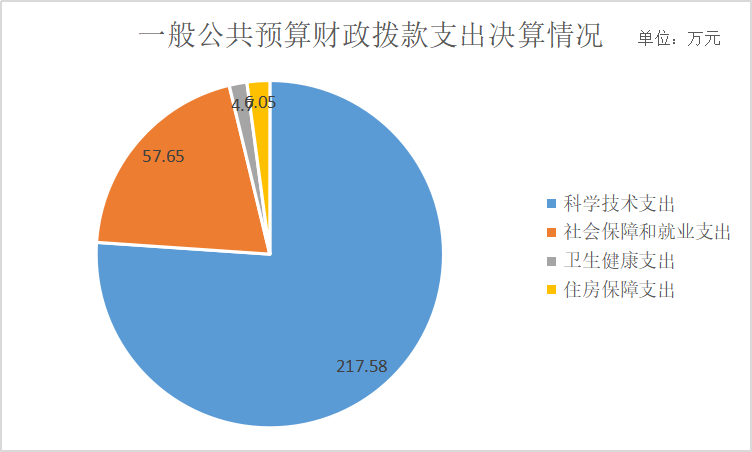 一般公共预算财政拨款支出决算情况
单位：万元
6.05
57.65
217.58
科学技术支出
社会保障和就业支出
卫生健康支出
住房保障支出